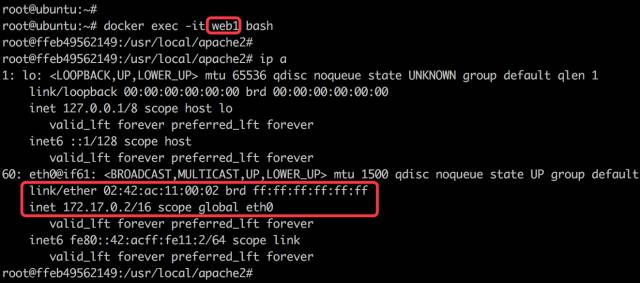 root@ubuntu:~#
root@ubuntu:~# docker exec -it web1 bash
root@ffeb49562149:/usr/local/apache2#
root@ffeb49562149:/usr/local/apache2# ip a
1: lo: <LOOPBACK,UP,LOWER_UP> mtu 65536 qdisc noqueue state UNKNOWN group default qlen 1
    link/loopback 00:00:00:00:00:00 brd 00:00:00:00:00:00
    inet 127.0.0.1/8 scope host lo
       valid_lft forever preferred_lft forever
    inet6 ::1/128 scope host
       valid_lft forever preferred_lft forever
60: eth0@if61: <BROADCAST,MULTICAST,UP,LOWER_UP> mtu 1500 qdisc noqueue state UP group default
    link/ether 02:42:ac:11:00:02 brd ff:ff:ff:ff:ff:ff
    inet 172.17.0.2/16 scope global eth0
       valid_lft forever preferred_lft forever
    inet6 fe80::42:acff:fe11:2/64 scope link
       valid_lft forever preferred_lft forever
root@ffeb49562149:/usr/local/apache2#